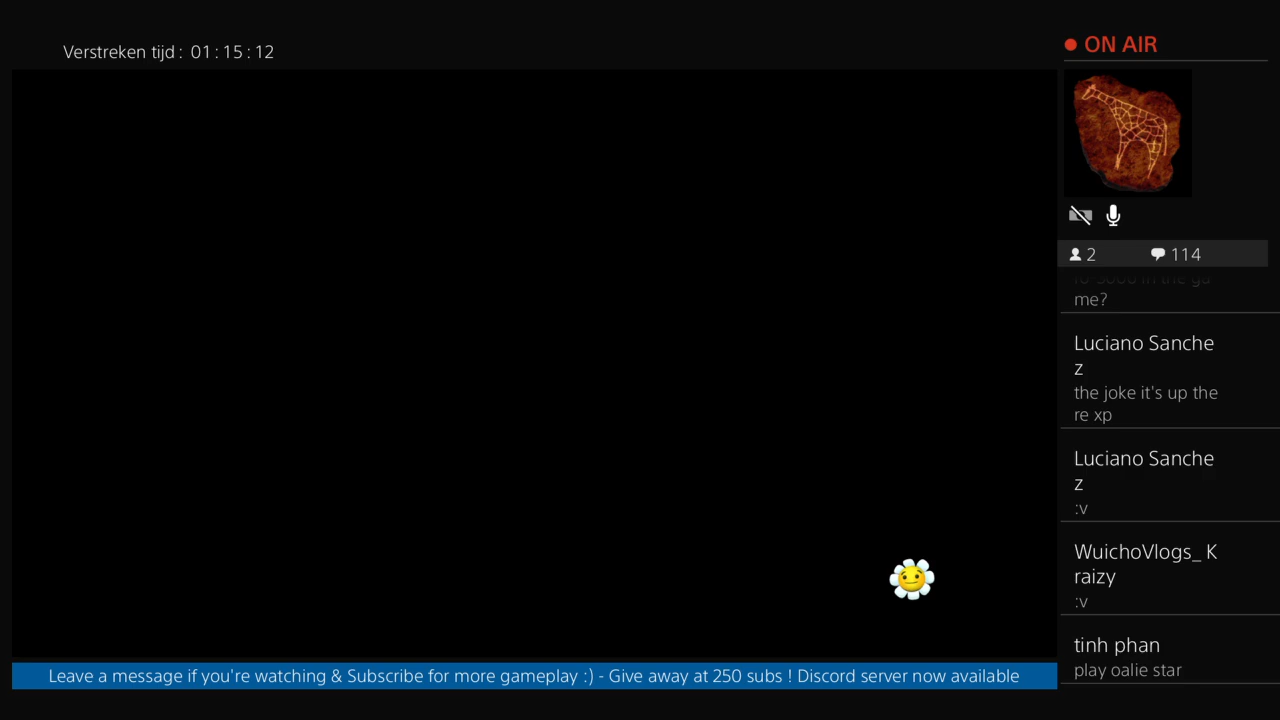 Verstreken tijd : 01 : 15 : 12
ON AIR
2 114
me?
Luciano Sanche
z
the joke it's up the
re xp
Luciano Sanche
z
:v
WuichoVlogs_ K
raizy
:v
tinh phan
play oalie star
Leave a message if you're watching & Subscribe for more gameplay :) - Give away at 250 subs ! Discord server now available